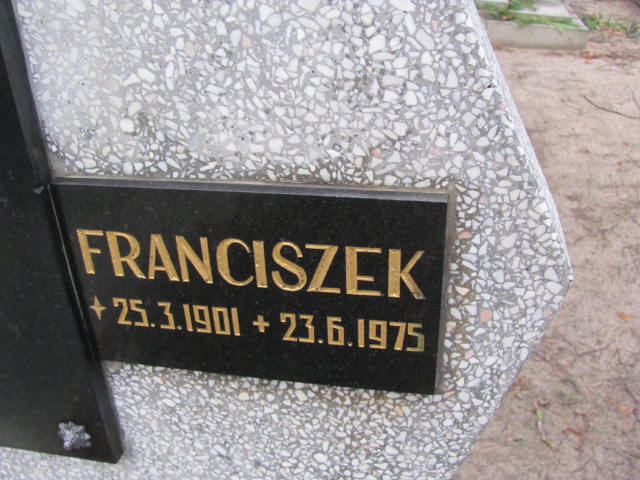 FRANCISZEK
✦ 25.3.1901 + 23.6.1975